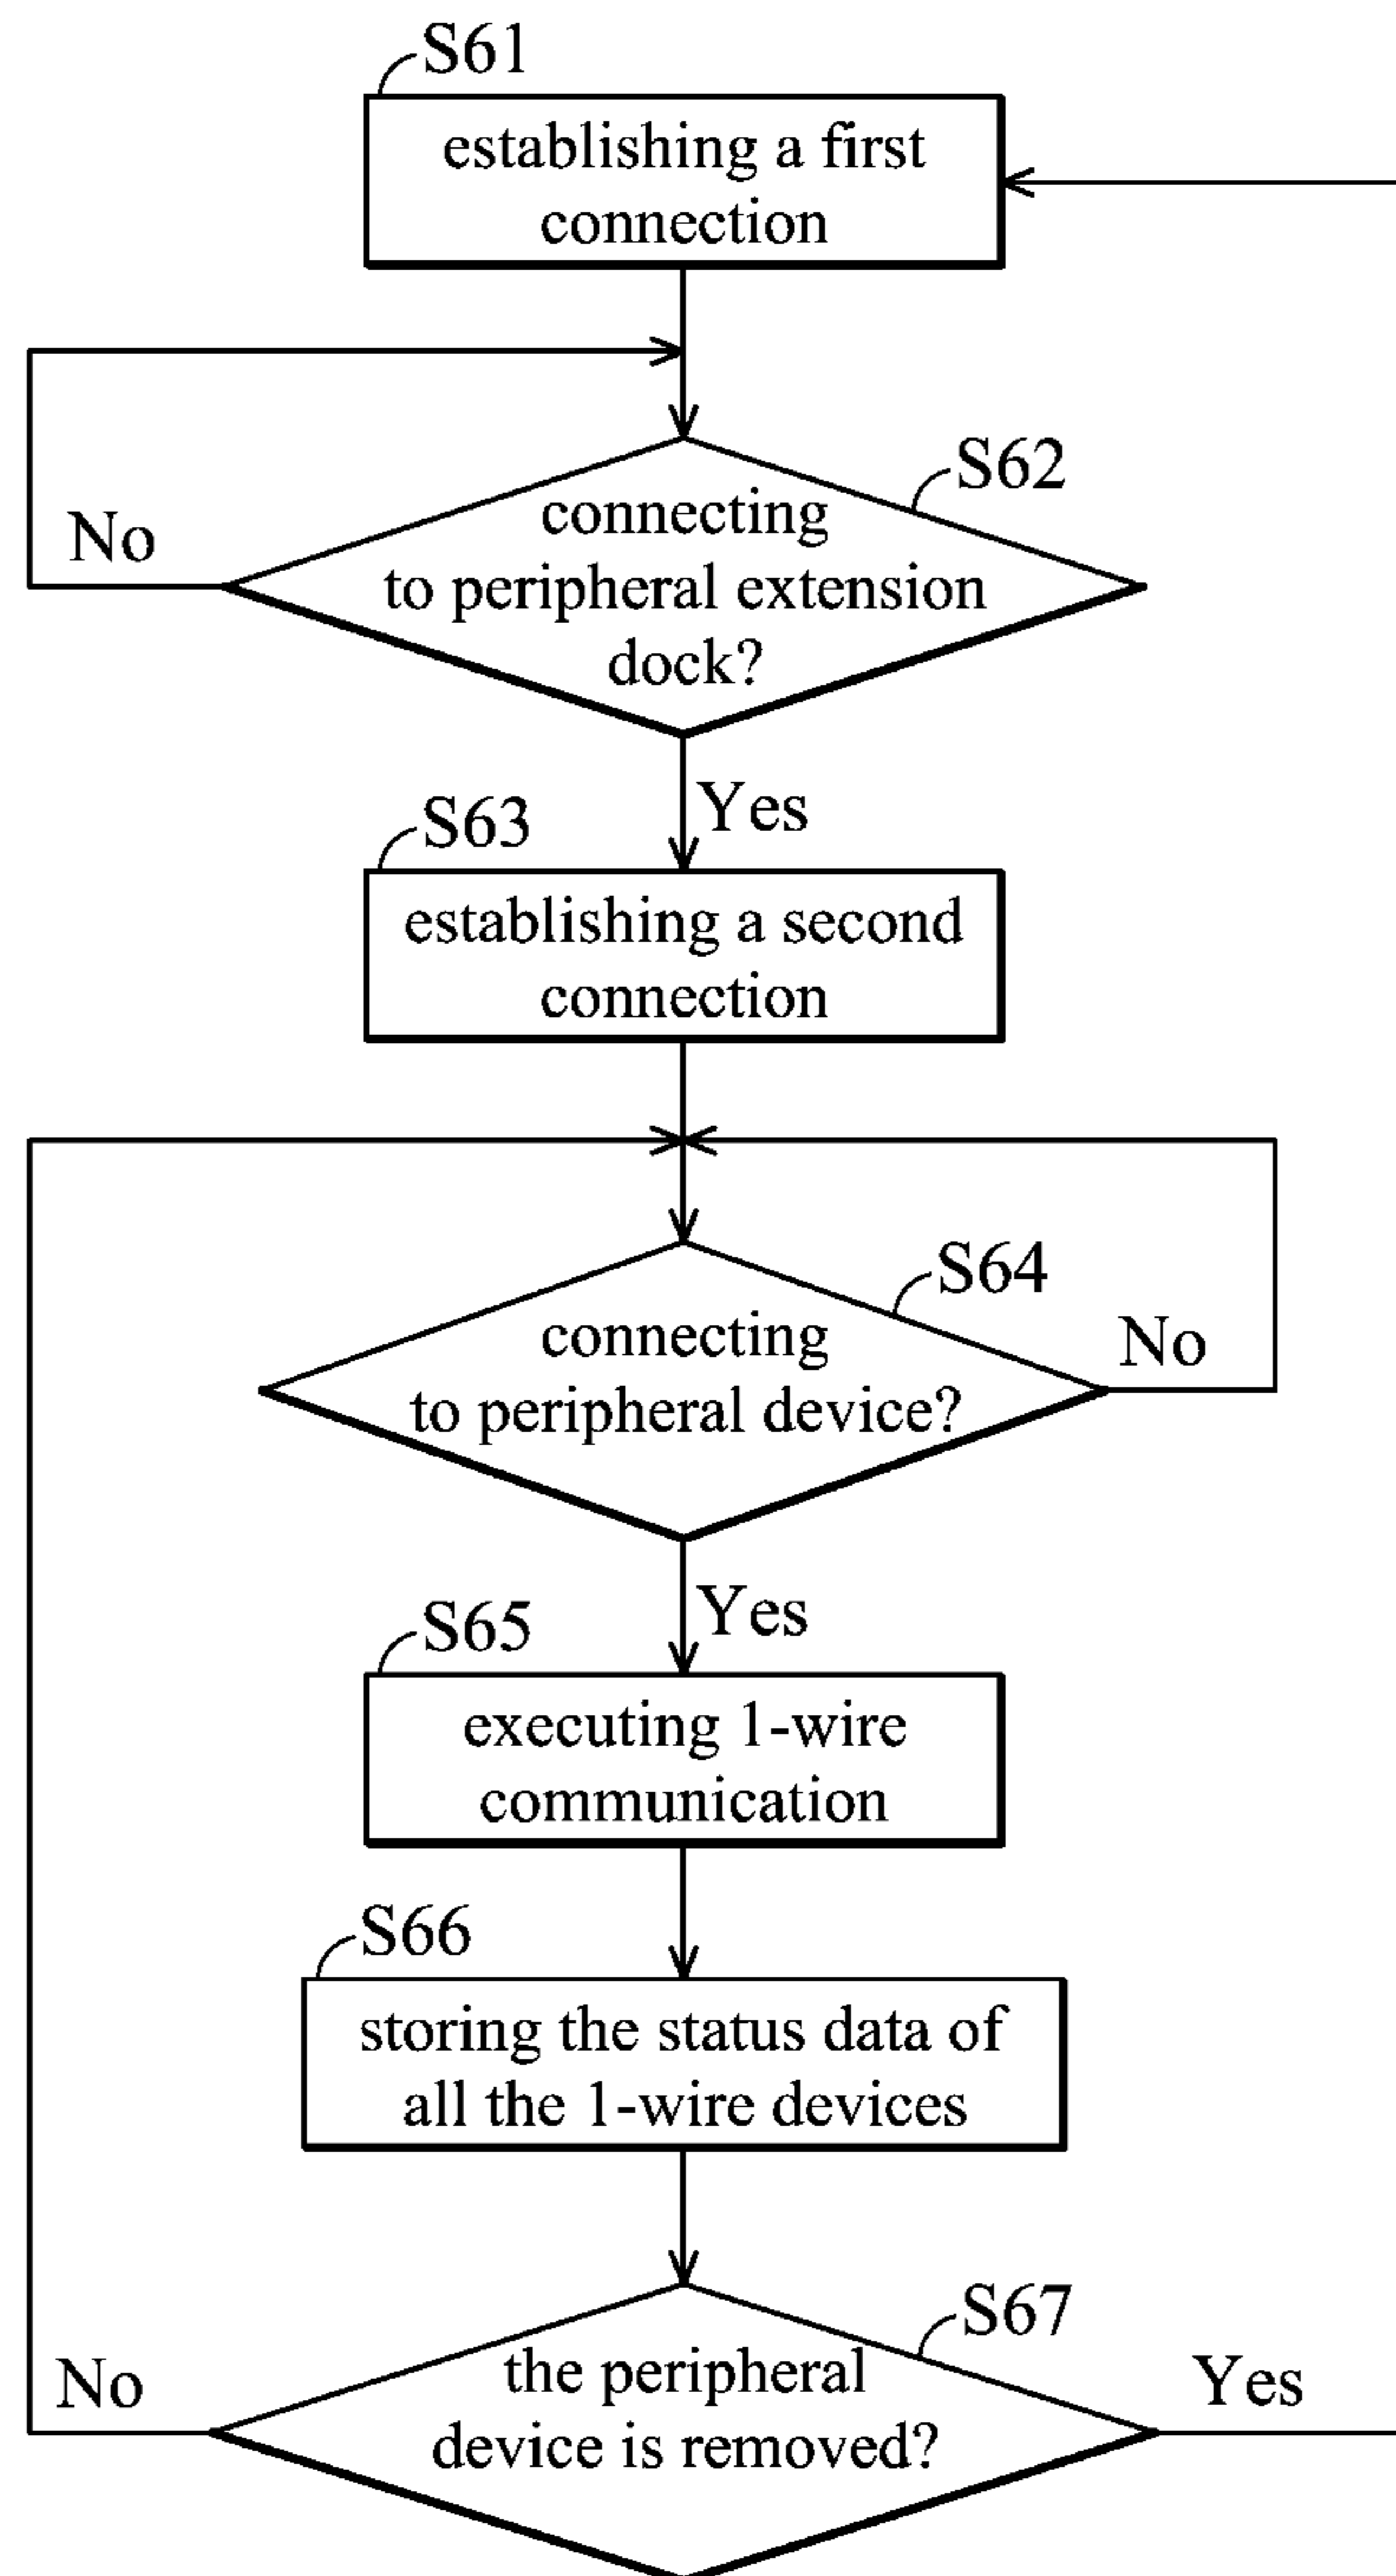 S61
establishing a first
connection
S62
connecting
to peripheral extension
dock?
No
Yes
S63
establishing a second
connection
S64
connecting
to peripheral device?
No
Yes
S65
executing 1-wire
communication
S66
storing the status data of
all the 1-wire devices
S67
the peripheral
device is removed?
No
Yes